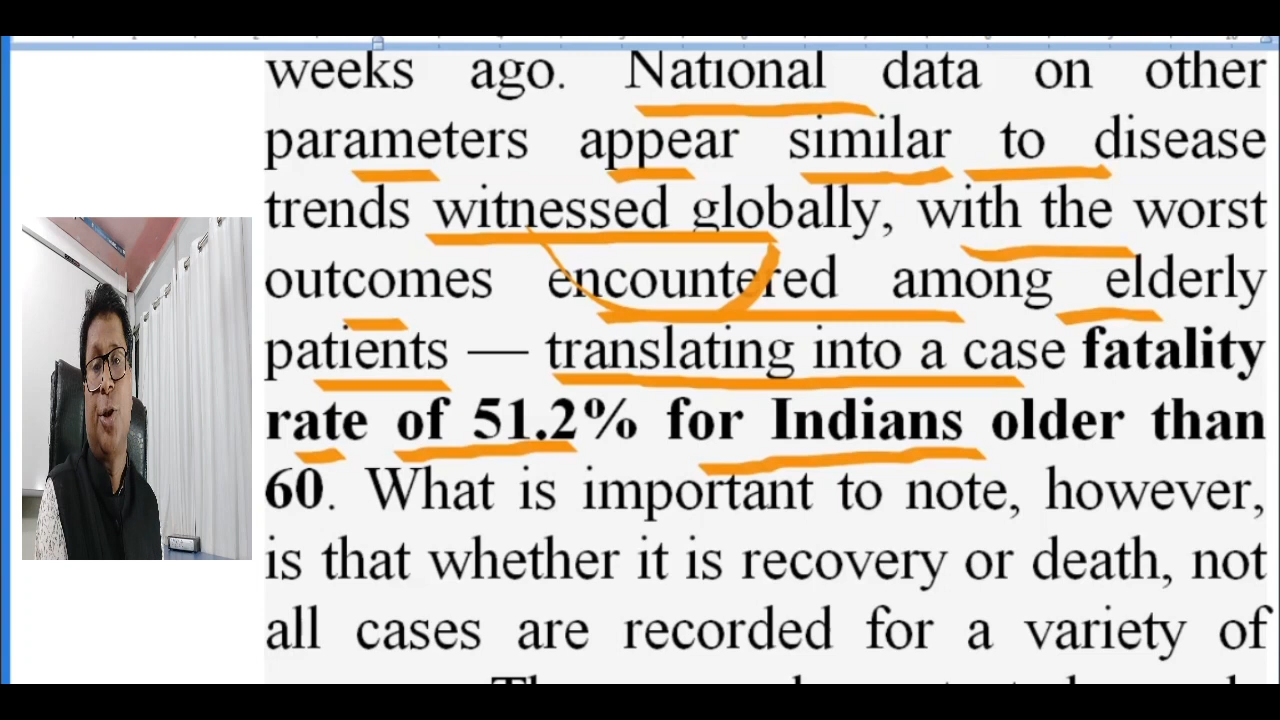 weeks ago. National data on other
parameters appear similar to disease
trends witnessed globally, with the worst
outcomes encountered among elderly
patients — translating into a case fatality
rate of 51.2% for Indians older than
60. What is important to note, however,
is that whether it is recovery or death, not
all cases are recorded for a variety of